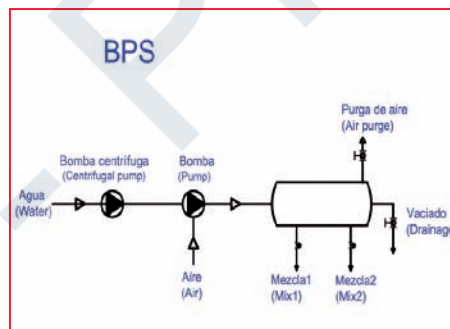 BPS
Purga de aire
(Air purge)
Bomba centrífuga
(Centrifugal pump)
Bomba
(Pump)
Agua
(Water)
Vaciado
(Drainage
Aire
(Air)
Mezcla1
(Mix1)
Mezcla2
(Mix2)